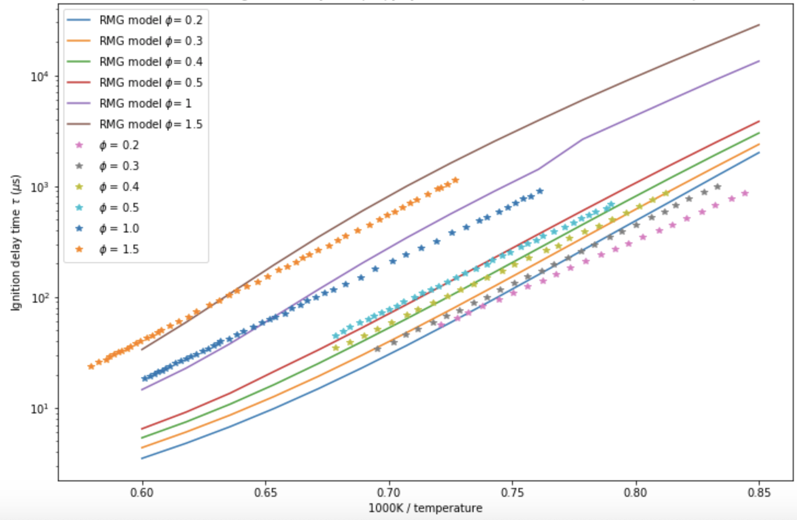 RMG model ϕ= 0.2
RMG model ϕ= 0.3
RMG model ϕ= 0.4
RMG model ϕ= 0.5
RMG model ϕ= 1
RMG model ϕ= 1.5
ϕ = 0.2
ϕ = 0.3
ϕ = 0.4
ϕ = 0.5
ϕ = 1.0
ϕ = 1.5
10⁴
10³
10²
10¹
Ignition delay time τ (μs)
0.60 0.65 0.70 0.75 0.80 0.85
1000K / temperature